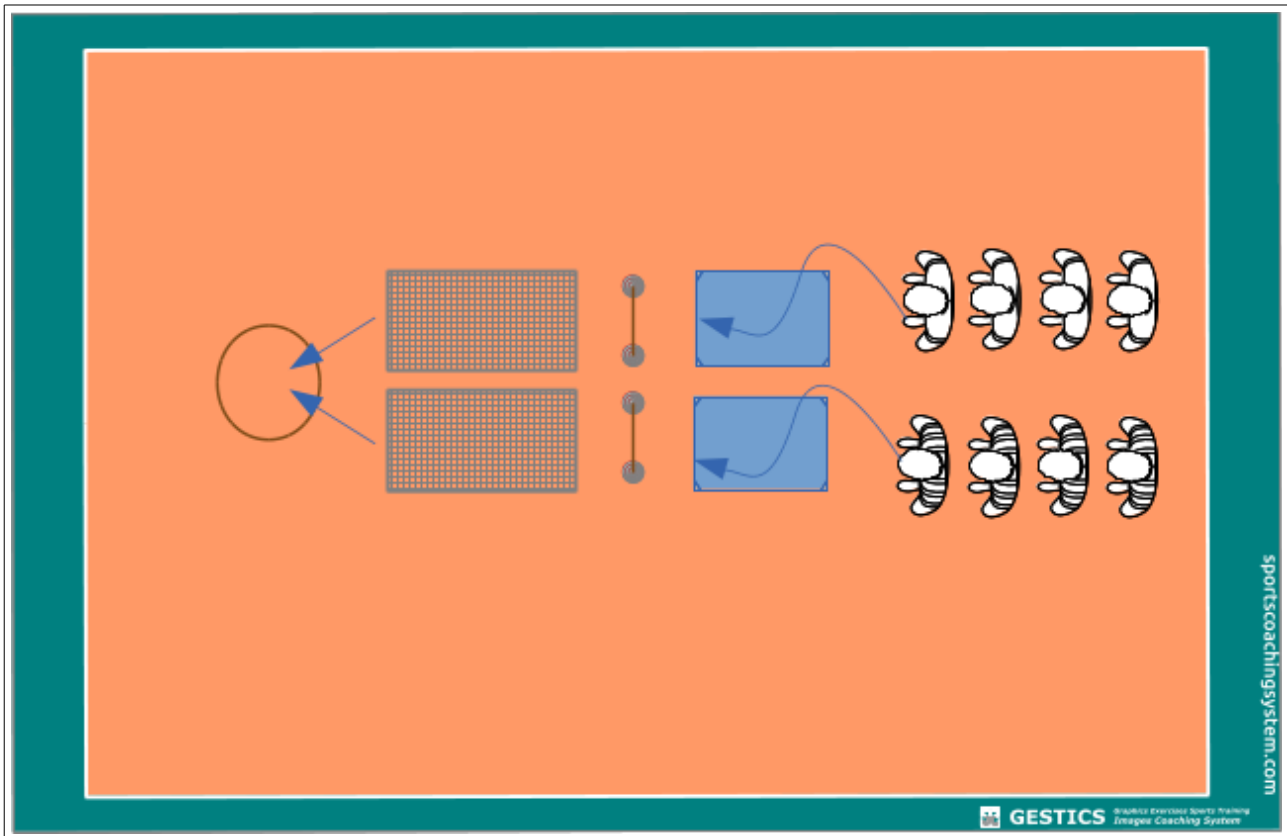 sportscoachingsystem.com
GESTICS
Graphics Exercises Sports Training
Images Coaching System